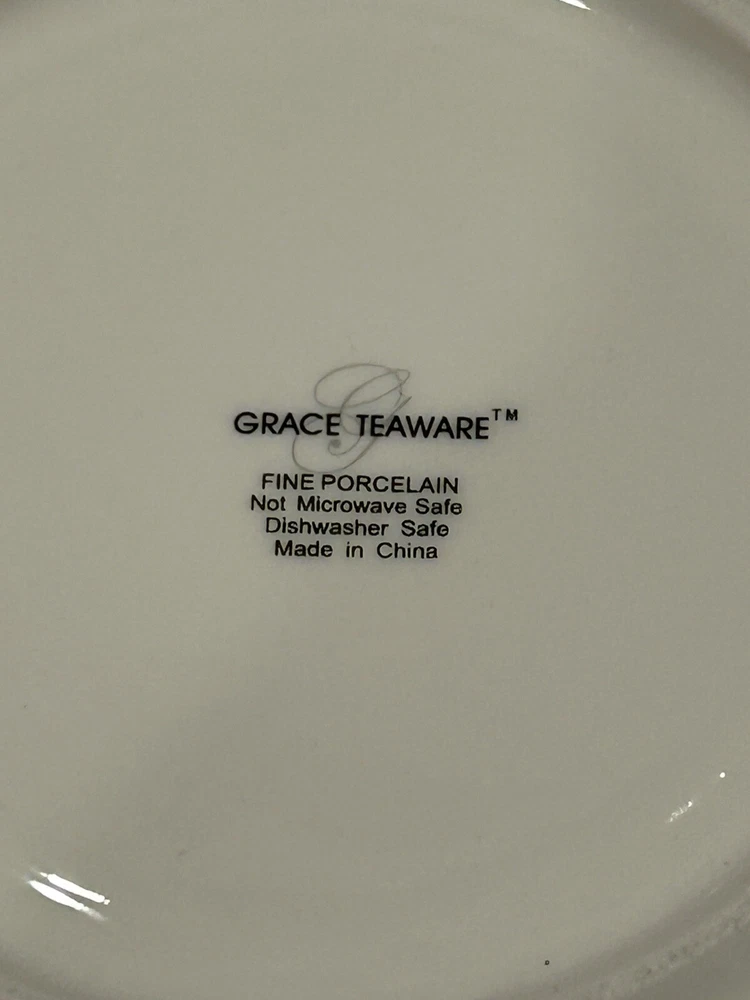 G
GRACE TEAWARE™
FINE PORCELAIN
Not Microwave Safe
Dishwasher Safe
Made in China